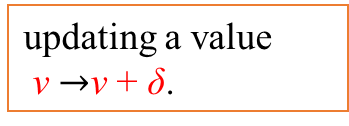 updating a value
v →v + δ.